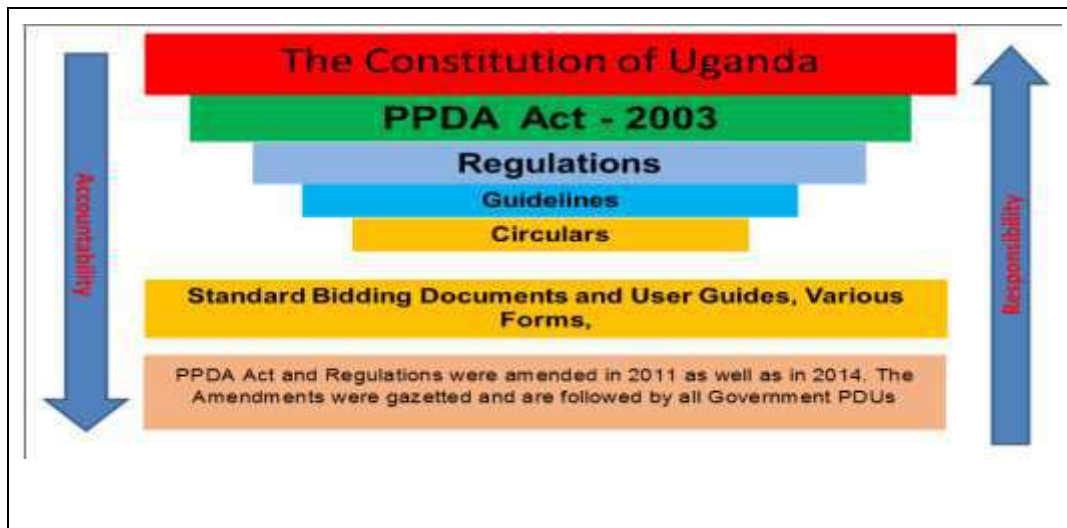 The Constitution of Uganda
PPDA Act - 2003
Regulations
Guidelines
Circulars
Accountability
Responsibility
Standard Bidding Documents and User Guides, Various
Forms,
PPDA Act and Regulations were amended in 2011 as well as in 2014. The
Amendments were gazetted and are followed by all Government PDUs